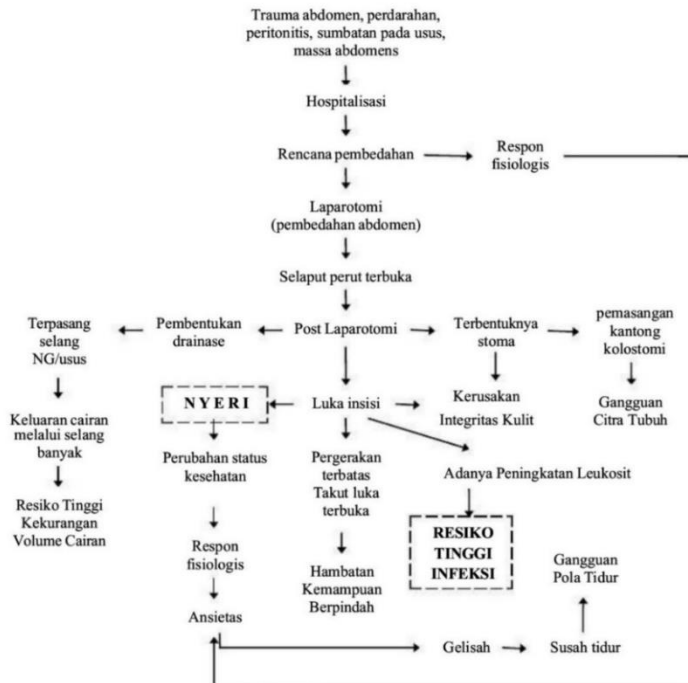 Trauma abdomen, perdarahan,
peritonitis, sumbatan pada usus,
massa abdomens
Hospitalisasi
Rencana pembedahan
Respon
fisiologis
Laparotomi
(pembedahan abdomen)
Selaput perut terbuka
Terpasang
selang
NG/usus
Pembentukan
drainase
Post Laparotomi
Terbentuknya
stoma
pemasangan
kantong
kolostomi
Keluaran cairan
melalui selang
banyak
NYERI
Luka insisi
Kerusakan
Integritas Kulit
Gangguan
Citra Tubuh
Resiko Tinggi
Kekurangan
Volume Cairan
Perubahan status
kesehatan
Pergerakan
terbatas
Takut luka
terbuka
Adanya Peningkatan Leukosit
Respon
fisiologis
Hambatan
Kemampuan
Berpindah
RESIKO
TINGGI
INFEKSI
Gangguan
Pola Tidur
Ansietas
Gelisah
Susah tidur